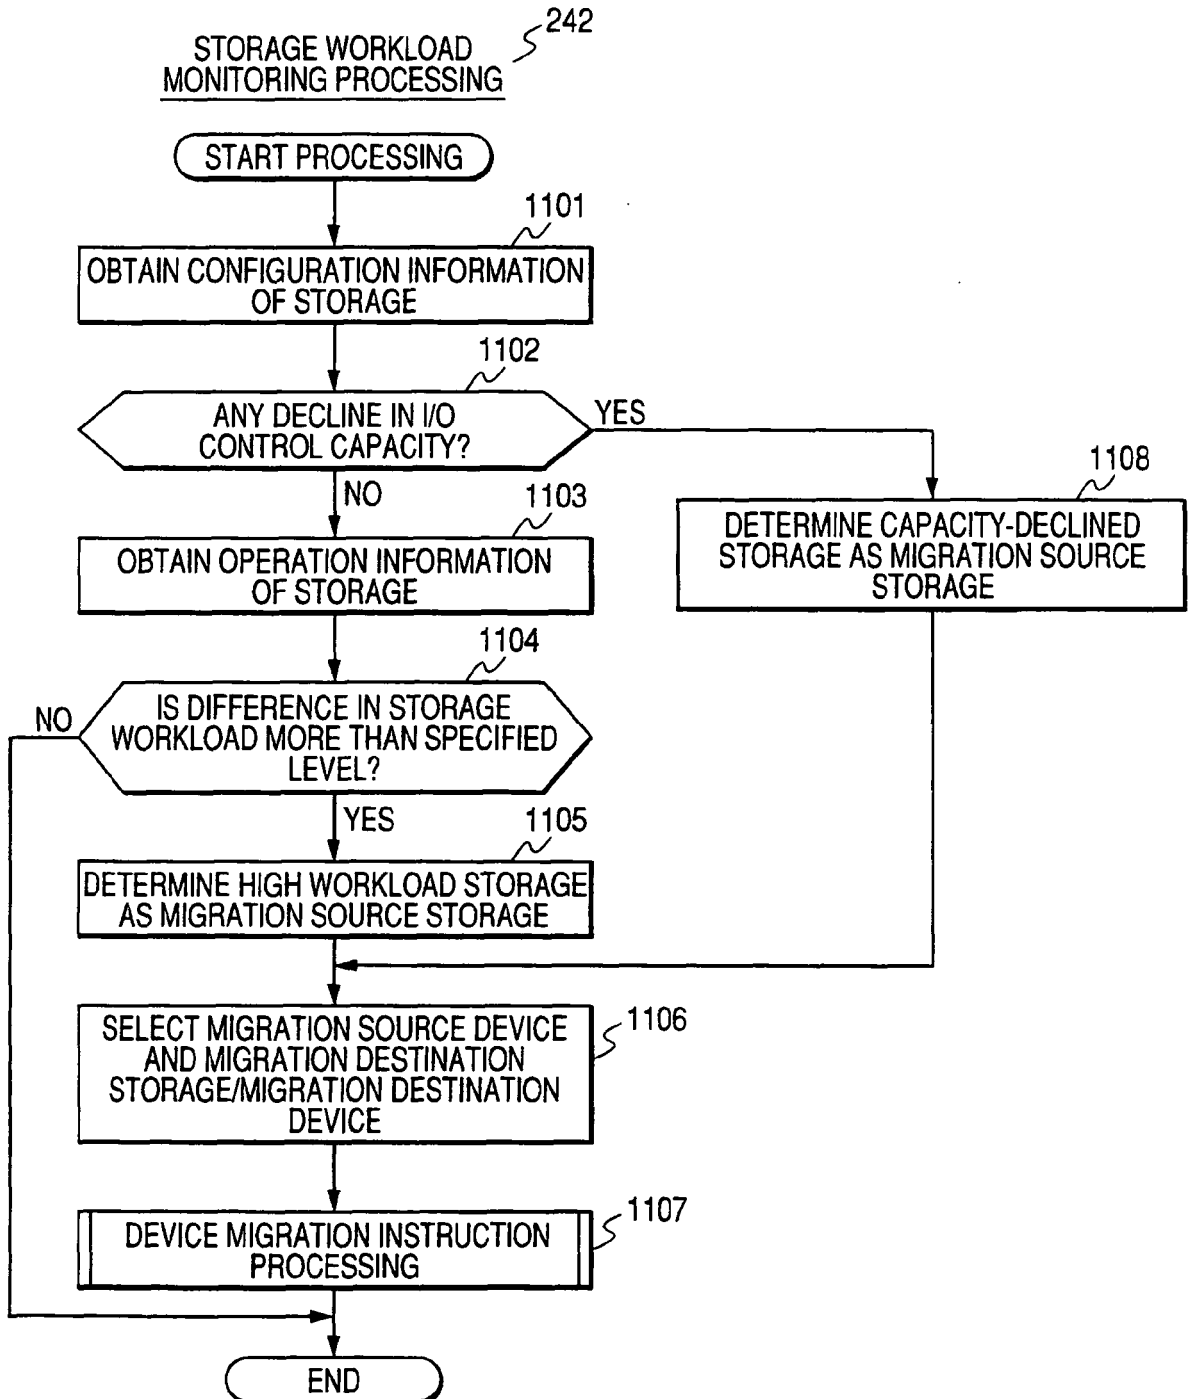 242
STORAGE WORKLOAD
MONITORING PROCESSING
START PROCESSING
1101
OBTAIN CONFIGURATION INFORMATION
OF STORAGE
1102
ANY DECLINE IN I/O
CONTROL CAPACITY?
YES
NO
1108
DETERMINE CAPACITY-DECLINED
STORAGE AS MIGRATION SOURCE
STORAGE
1103
OBTAIN OPERATION INFORMATION
OF STORAGE
1104
IS DIFFERENCE IN STORAGE
WORKLOAD MORE THAN SPECIFIED
LEVEL?
NO
YES
1105
DETERMINE HIGH WORKLOAD STORAGE
AS MIGRATION SOURCE STORAGE
1106
SELECT MIGRATION SOURCE DEVICE
AND MIGRATION DESTINATION
STORAGE/MIGRATION DESTINATION
DEVICE
1107
DEVICE MIGRATION INSTRUCTION
PROCESSING
END